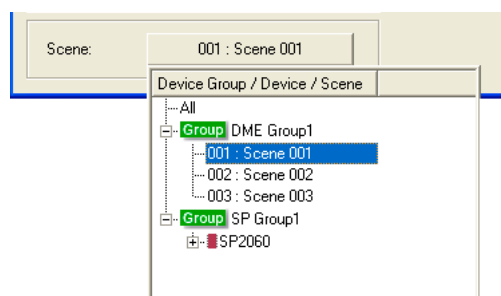 Scene: 001 : Scene 001
Device Group / Device / Scene
All
Group DME Group1
001 : Scene 001
002 : Scene 002
003 : Scene 003
Group SP Group1
SP2060